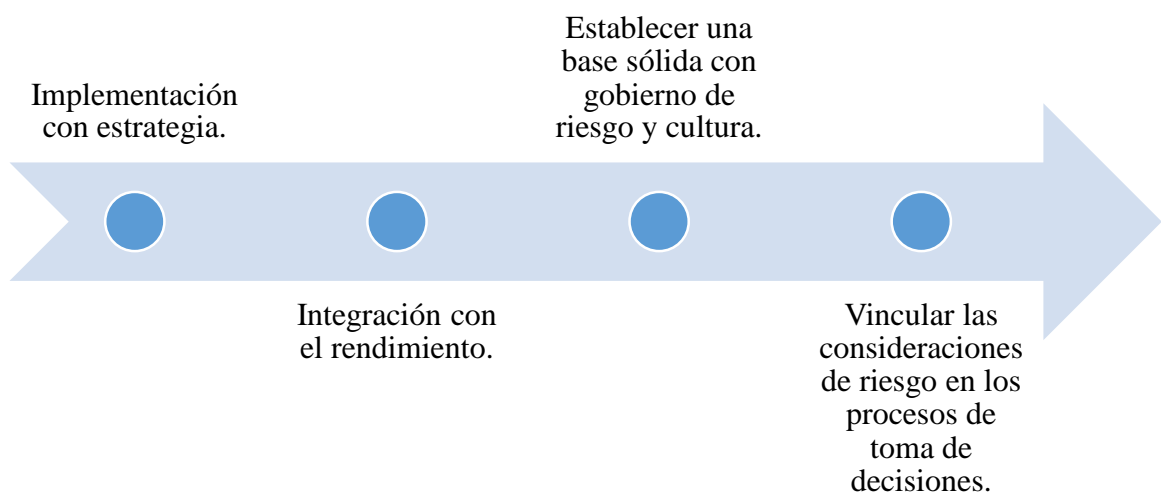 Implementación
con estrategia.
Integración con
el rendimiento.
Establecer una
base sólida con
gobierno de
riesgo y cultura.
Vincular las
consideraciones
de riesgo en los
procesos de
toma de
decisiones.